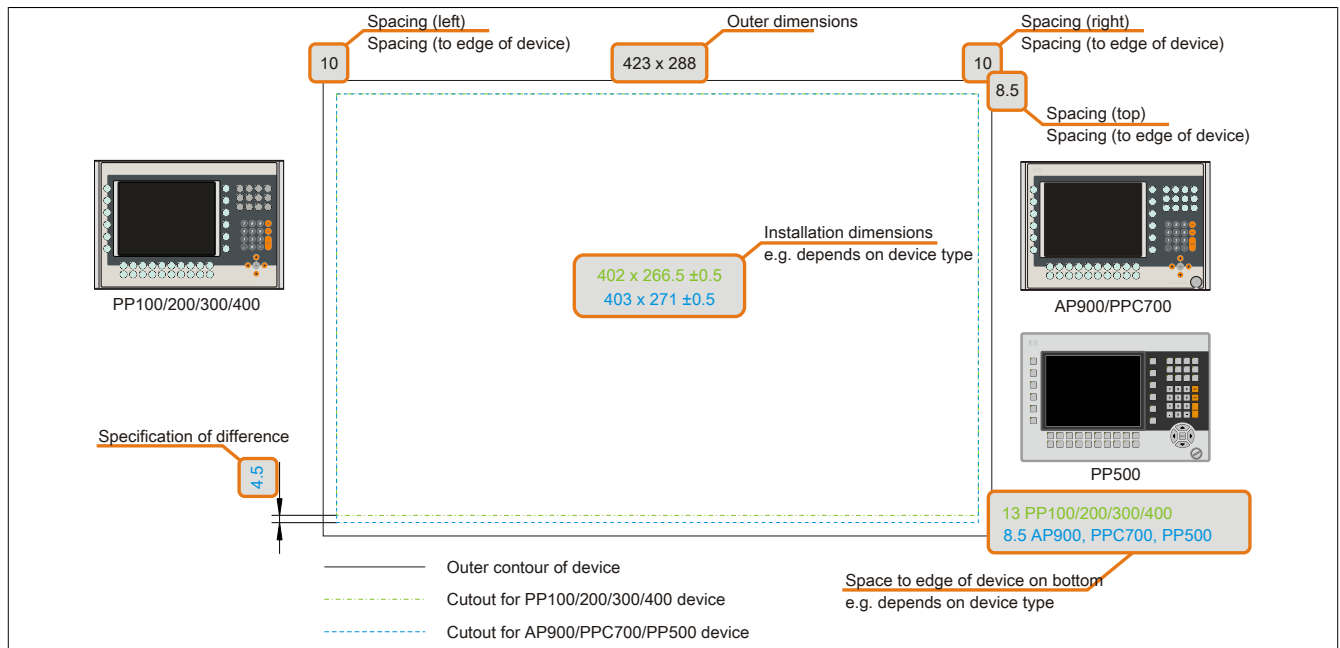 Spacing (left)
Spacing (to edge of device)
10
Outer dimensions
423 x 288
Spacing (right)
Spacing (to edge of device)
10
8.5
Spacing (top)
Spacing (to edge of device)
PP100/200/300/400
Installation dimensions
e.g. depends on device type
402 x 266.5 ±0.5
403 x 271 ±0.5
AP900/PPC700
PP500
Specification of difference
4.5
13 PP100/200/300/400
8.5 AP900, PPC700, PP500
Space to edge of device on bottom
e.g. depends on device type
Outer contour of device
Cutout for PP100/200/300/400 device
Cutout for AP900/PPC700/PP500 device